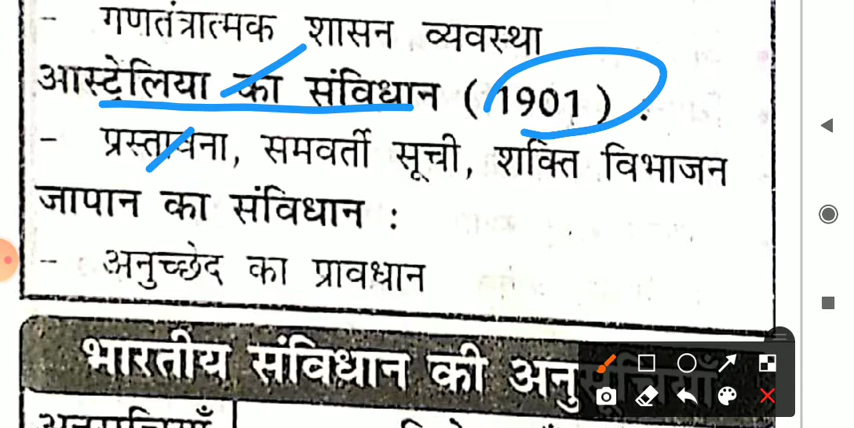 - गणतंत्रात्मक शासन व्यवस्था
आस्ट्रेलिया का संविधान (1901) :
- प्रस्तावना, समवर्ती सूची, शक्ति विभाजन
जापान का संविधान :
- अनुच्छेद का प्रावधान
भारतीय संविधान की अनुसूचियाँ